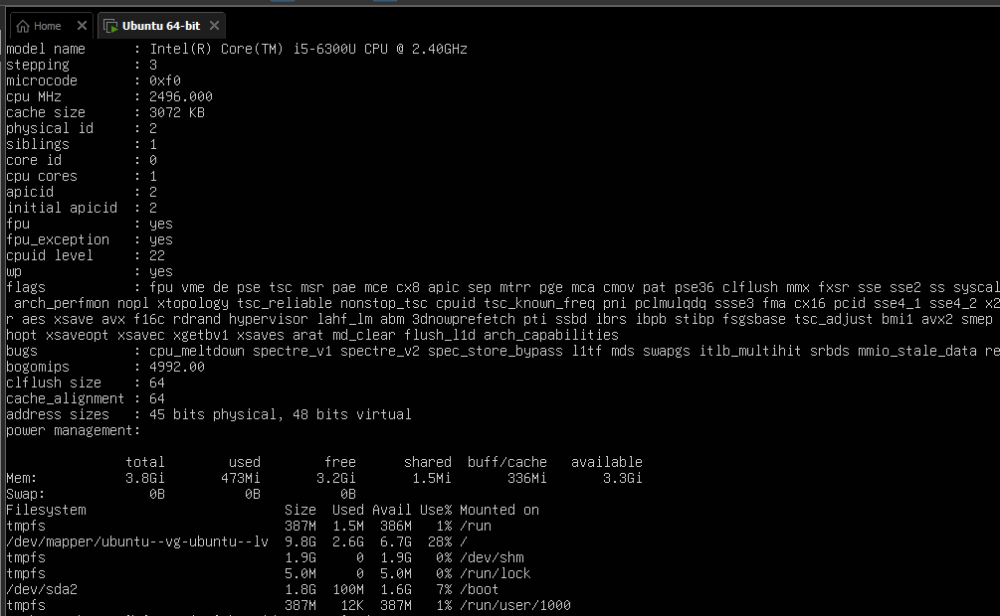 Home
Ubuntu 64-bit
model name : Intel(R) Core(TM) i5-6300U CPU @ 2.40GHz
stepping : 3
microcode : 0xf0
cpu MHz : 2496.000
cache size : 3072 KB
physical id : 2
siblings : 1
core id : 0
cpu cores : 1
apicid : 2
initial apicid : 2
fpu : yes
fpu_exception : yes
cpuid level : 22
wp : yes
flags : fpu vme de pse tsc msr pae mce cx8 apic sep mtrr pge mca cmov pat pse36 clflush mmx fxsr sse sse2 ss syscal
arch_perfmon nopl xtopology tsc_reliable nonstop_tsc cpuid tsc_known_freq pni pclmulqdq ssse3 fma cx16 pcid sse4_1 sse4_2 x2
r aes xsave avx f16c rdrand hypervisor lahf_lm abm 3dnowprefetch pti ssbd ibrs ibpb stibp fsgsbase tsc_adjust bmi1 avx2 smep
hopt xsaveopt xsavec xgetbv1 xsaves arat md_clear flush_l1d arch_capabilities
bugs : cpu_meltdown spectre_v1 spectre_v2 spec_store_bypass l1tf mds swapgs itlb_multihit srbds mmio_stale_data re
bogomips : 4992.00
clflush size : 64
cache_alignment : 64
address sizes : 45 bits physical, 48 bits virtual
power management:
total used free shared buff/cache available
Mem: 3.8Gi 473Mi 3.2Gi 1.5Mi 336Mi 3.3Gi
Swap: 0B 0B 0B
Filesystem Size Used Avail Use% Mounted on
tmpfs 387M 1.5M 386M 1% /run
/dev/mapper/ubuntu--vg-ubuntu--lv 9.8G 2.6G 6.7G 28% /
tmpfs 1.9G 0 1.9G 0% /dev/shm
tmpfs 5.0M 0 5.0M 0% /run/lock
/dev/sda2 1.8G 100M 1.6G 7% /boot
tmpfs 387M 12K 387M 1% /run/user/1000